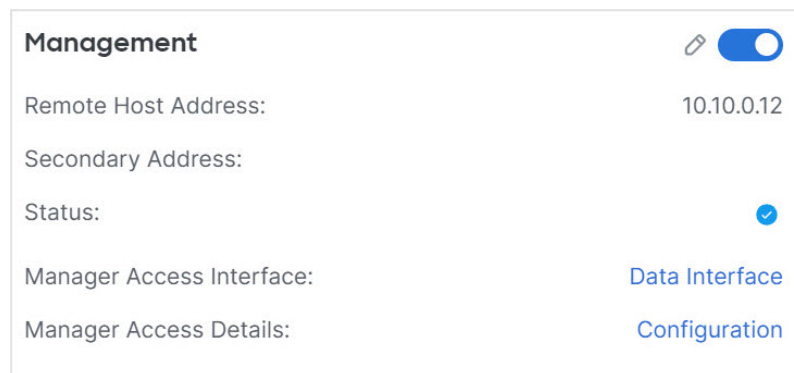 Management
Remote Host Address: 10.10.0.12
Secondary Address:
Status:
Manager Access Interface: Data Interface
Manager Access Details: Configuration